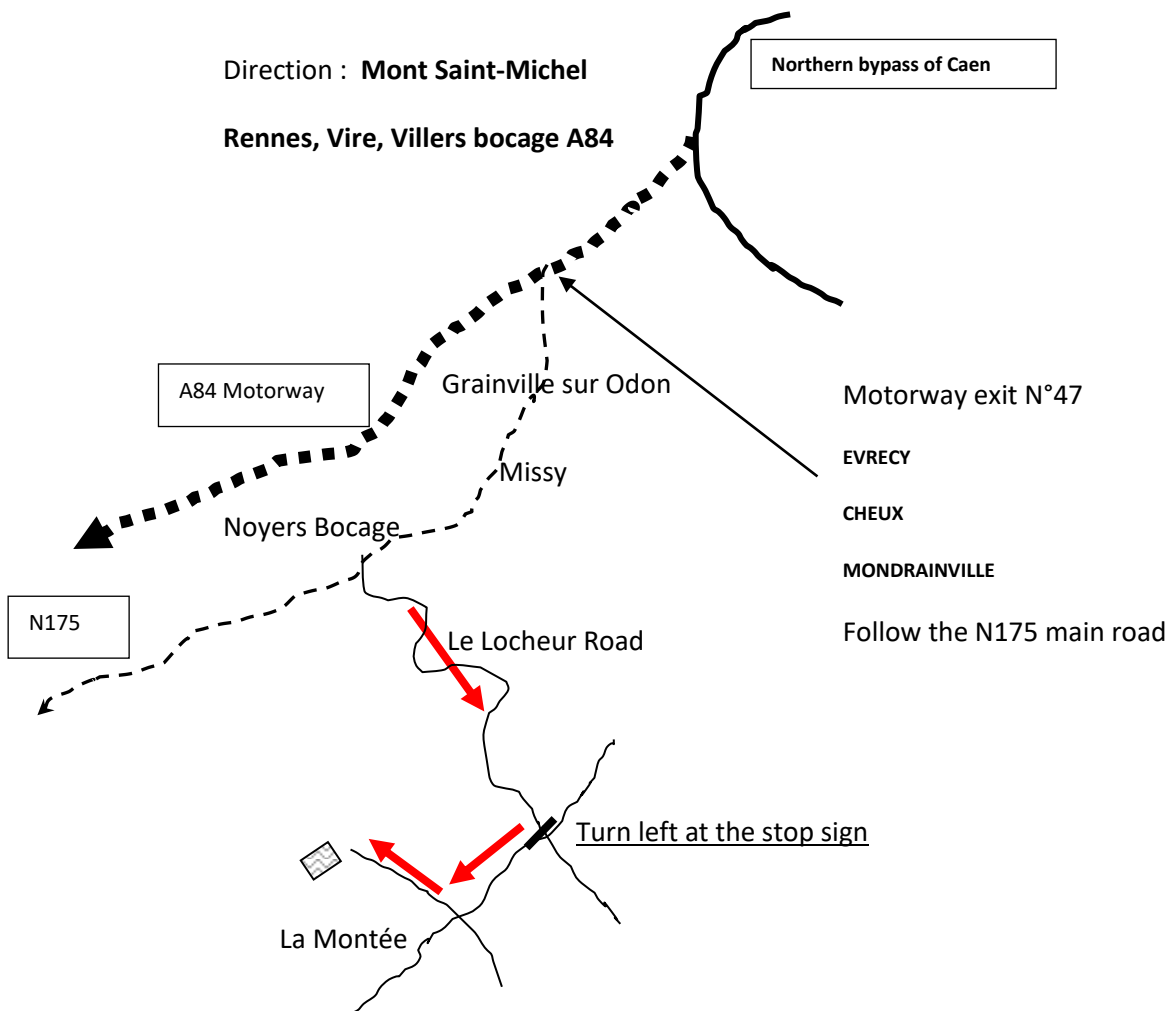 Northern bypass of Caen
Direction : Mont Saint-Michel
Rennes, Vire, Villers bocage A84
A84 Motorway
Grainville sur Odon
Motorway exit N°47
EVRECY
Missy
CHEUX
Noyers Bocage
MONDRAINVILLE
N175
Le Locheur Road
Follow the N175 main road
Turn left at the stop sign
La Montée